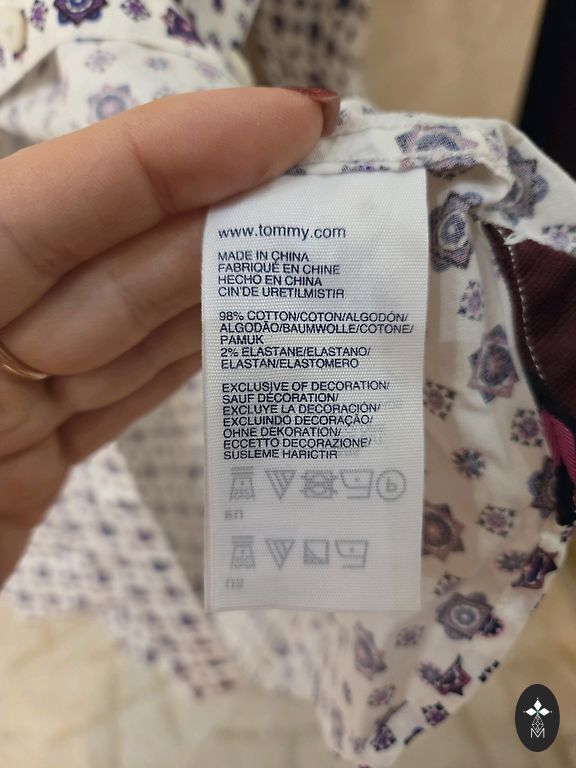 www.tommy.com
MADE IN CHINA
FABRIQUÉ EN CHINE
HECHO EN CHINA
CIN'DE URETILMISTIR
98% COTTON/COTON/ALGODÓN/
ALGODÃO/BAUMWOLLE/COTONE/
PAMUK
2% ELASTANE/ELASTANO/
ELASTAN/ELASTOMERO
EXCLUSIVE OF DECORATION/
SAUF DÉCORATION/
EXCLUYE LA DECORACIÓN/
EXCLUINDO DECORAÇÃO/
OHNE DEKORATION/
ECCETTO DECORAZIONE/
SUSLEME HARICTIR
P
EU
US
M